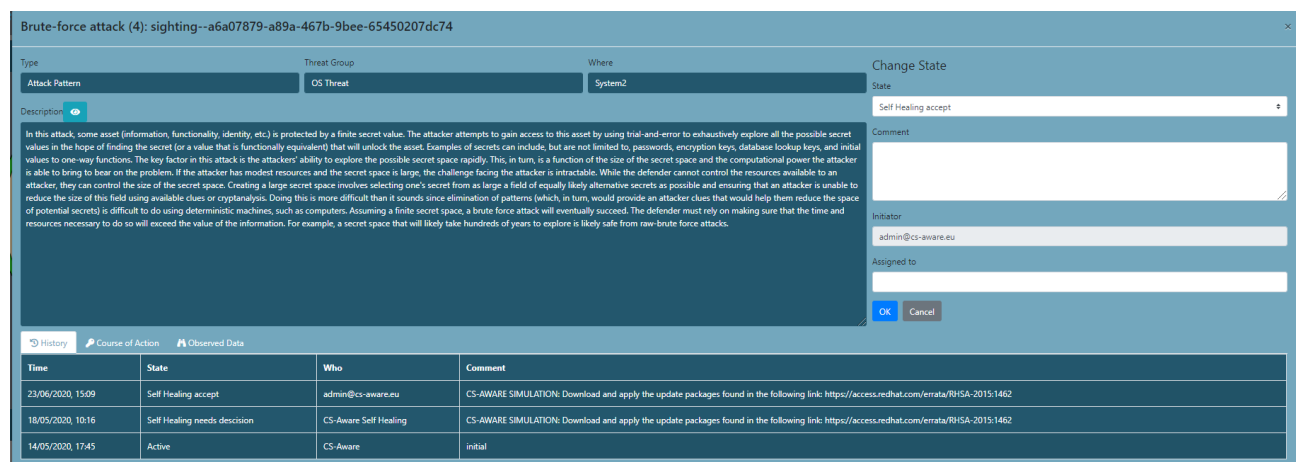 Brute-force attack (4): sighting--a6a07879-a89a-467b-9bee-65450207dc74 ×
Type Threat Group Where Change State
Attack Pattern OS Threat System2 State
Description Self Healing accept
In this attack, some asset (information, functionality, identity, etc.) is protected by a finite secret value. The attacker attempts to gain access to this asset by using trial-and-error to exhaustively explore all the possible secret
values in the hope of finding the secret (or a value that is functionally equivalent) that will unlock the asset. Examples of secrets can include, but are not limited to, passwords, encryption keys, database lookup keys, and initial
values to one-way functions. The key factor in this attack is the attackers' ability to explore the possible secret space rapidly. This, in turn, is a function of the size of the secret space and the computational power the attacker
is able to bring to bear on the problem. If the attacker has modest resources and the secret space is large, the challenge facing the attacker is intractable. While the defender cannot control the resources available to an
attacker, they can control the size of the secret space. Creating a large secret space involves selecting one's secret from as large a field of equally likely alternative secrets as possible and ensuring that an attacker is unable to
reduce the size of this field using available clues or cryptanalysis. Doing this is more difficult than it sounds since elimination of patterns (which, in turn, would provide an attacker clues that would help them reduce the space
of potential secrets) is difficult to do using deterministic machines, such as computers. Assuming a finite secret space, a brute force attack will eventually succeed. The defender must rely on making sure that the time and
resources necessary to do so will exceed the value of the information. For example, a secret space that will likely take hundreds of years to explore is likely safe from raw-brute force attacks.
Comment
Initiator
admin@cs-aware.eu
Assigned to
OK Cancel
History Course of Action Observed Data
Time State Who Comment
23/06/2020, 15:09 Self Healing accept admin@cs-aware.eu CS-AWARE SIMULATION: Download and apply the update packages found in the following link: https://access.redhat.com/errata/RHSA-2015:1462
18/05/2020, 10:16 Self Healing needs descision CS-Aware Self Healing CS-AWARE SIMULATION: Download and apply the update packages found in the following link: https://access.redhat.com/errata/RHSA-2015:1462
14/05/2020, 17:45 Active CS-Aware initial